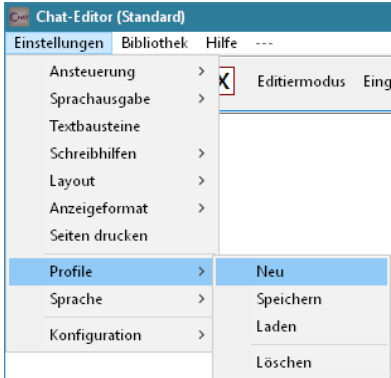 Chat-Editor (Standard)
Einstellungen Bibliothek Hilfe ---
Ansteuerung >
X Editiermodus Eing
Sprachausgabe >
Textbausteine
Schreibhilfen >
Layout >
Anzeigeformat >
Seiten drucken
Profile > Neu
Sprache > Speichern
Konfiguration > Laden
Löschen